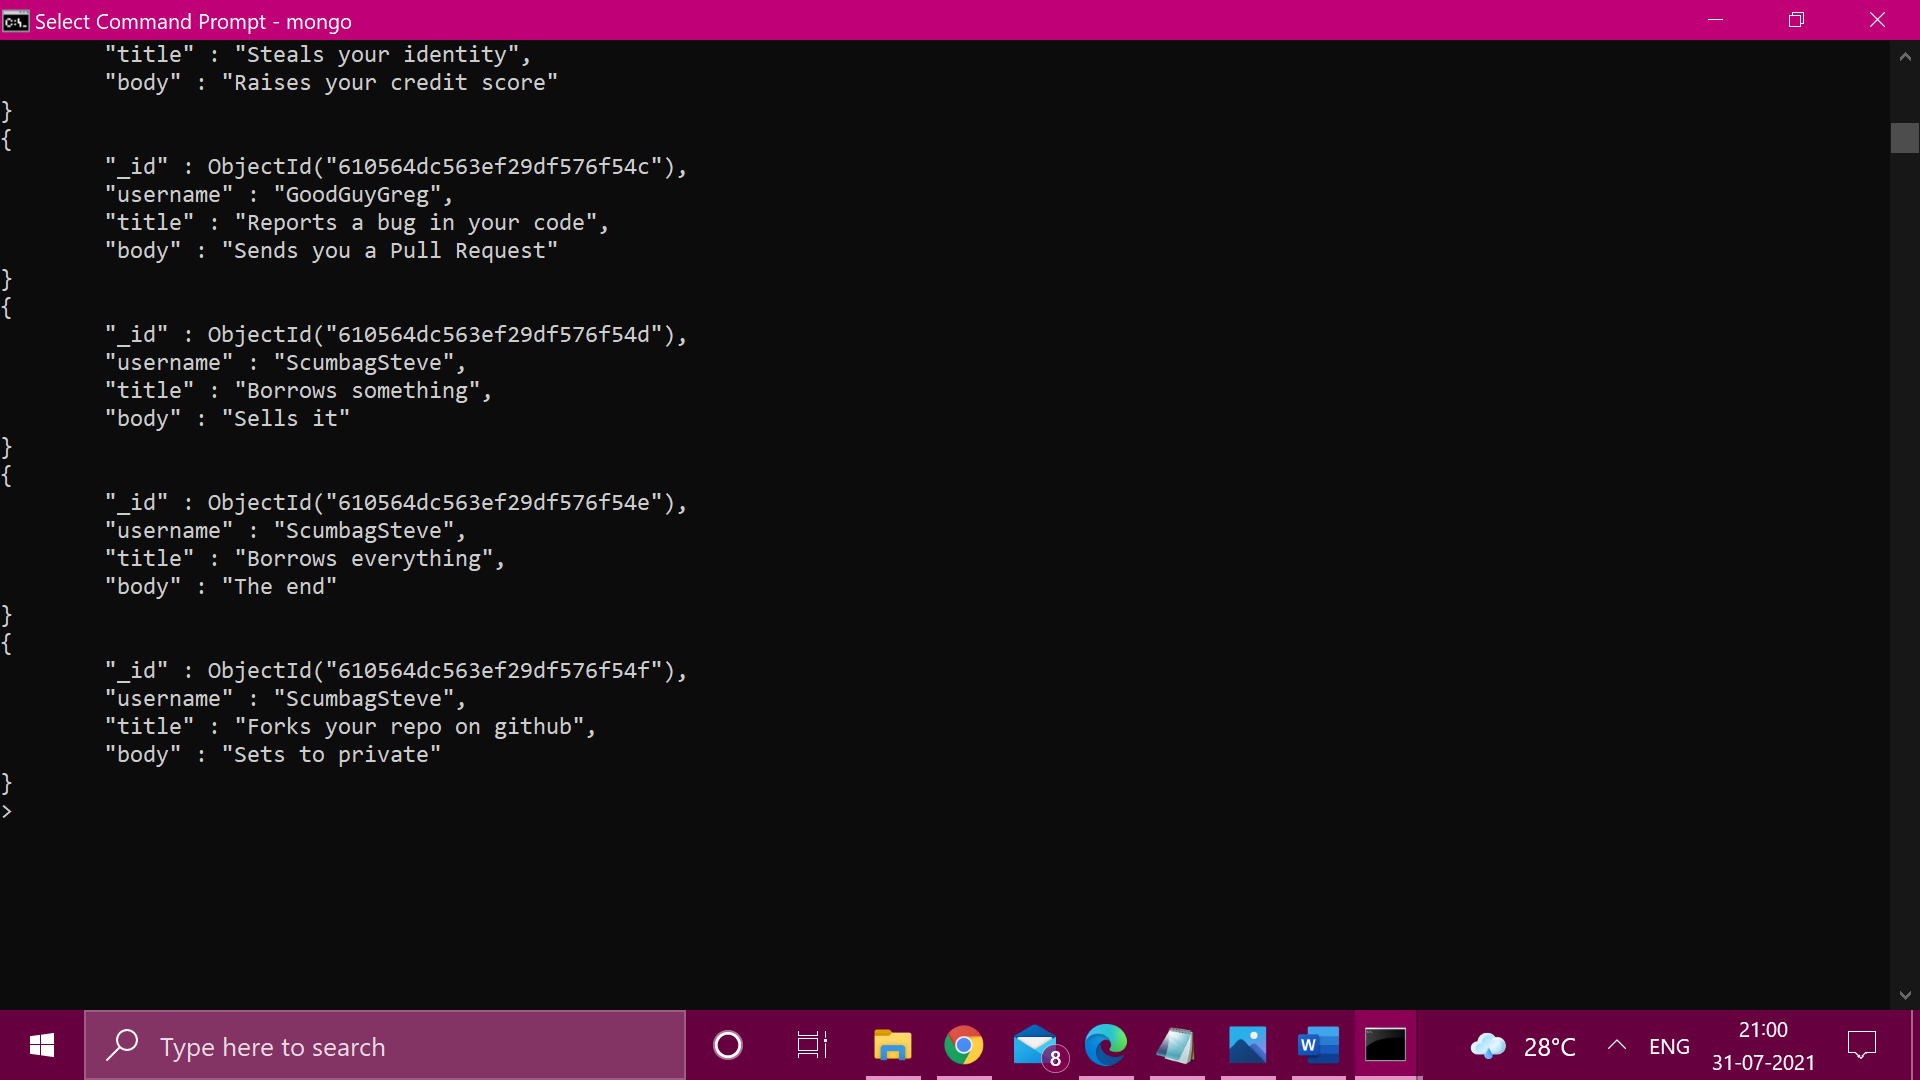 Select Command Prompt - mongo
"title" : "Steals your identity",
"body" : "Raises your credit score"
}
{
"_id" : ObjectId("610564dc563ef29df576f54c"),
"username" : "GoodGuyGreg",
"title" : "Reports a bug in your code",
"body" : "Sends you a Pull Request"
}
{
"_id" : ObjectId("610564dc563ef29df576f54d"),
"username" : "ScumbagSteve",
"title" : "Borrows something",
"body" : "Sells it"
}
{
"_id" : ObjectId("610564dc563ef29df576f54e"),
"username" : "ScumbagSteve",
"title" : "Borrows everything",
"body" : "The end"
}
{
"_id" : ObjectId("610564dc563ef29df576f54f"),
"username" : "ScumbagSteve",
"title" : "Forks your repo on github",
"body" : "Sets to private"
}
>
Type here to search
8
W
28°C
ENG
21:00
31-07-2021